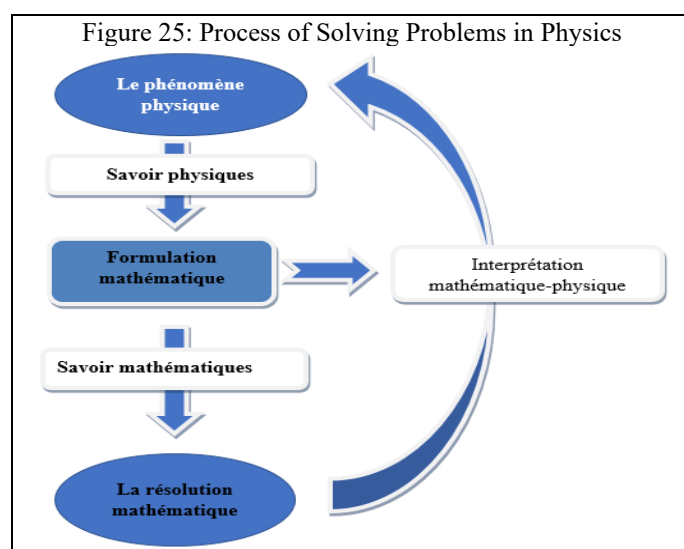 Figure 25: Process of Solving Problems in Physics
Le phénomène
physique
Savoir physiques
Formulation
mathématique
Interprétation
mathématique-physique
Savoir mathématiques
La résolution
mathématique